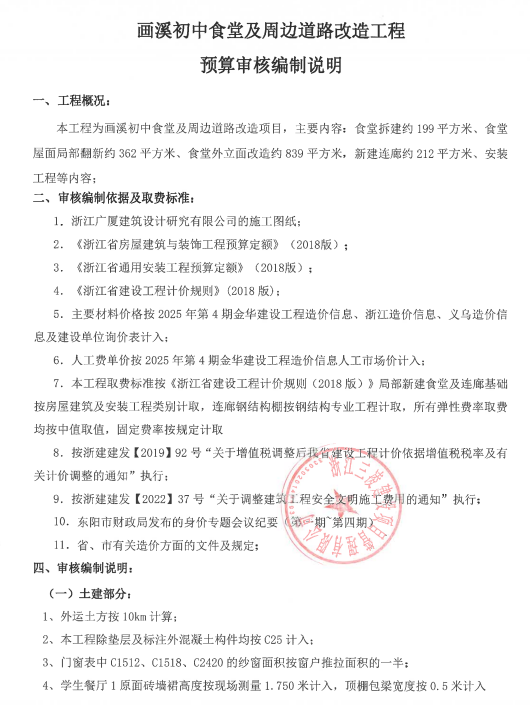 画溪初中食堂及周边道路改造工程
预算审核编制说明
一、工程概况：
本工程为画溪初中食堂及周边道路改造项目，主要内容：食堂拆建约 199 平方米、食堂
屋面局部翻新约 362 平方米、食堂外立面改造约 839 平方米，新建连廊约 212 平方米、安装
工程等内容；
二、审核编制依据及取费标准：
1．浙江广厦建筑设计研究有限公司的施工图纸；
2．《浙江省房屋建筑与装饰工程预算定额》（2018版）；
3．《浙江省通用安装工程预算定额》（2018版）；
4．《浙江省建设工程计价规则》(2018 版)；
5．主要材料价格按 2025 年第 4 期金华建设工程造价信息、浙江造价信息、义乌造价信
息及建设单位询价表计入；
6．人工费单价按 2025 年第 4 期金华建设工程造价信息人工市场价计入；
7．本工程取费标准按《浙江省建设工程计价规则（2018 版）》局部新建食堂及连廊基础
按房屋建筑及安装工程类别计取，连廊钢结构棚按钢结构专业工程计取，所有弹性费率取费
均按中值取值，固定费率按规定计取
8．按浙建建发【2019】92 号“关于增值税调整后我省建设工程计价依据增值税税率及有
关计价调整的通知”执行；
9．按浙建建发【2022】37 号“关于调整建筑工程安全文明施工费用的通知”执行；
10．东阳市财政局发布的身价专题会议纪要（第一期~第四期）
11．省、市有关造价方面的文件及规定；
四、审核编制说明：
（一）土建部分：
1、外运土方按 10km 计算；
2、本工程除垫层及标注外混凝土构件均按 C25 计入；
3、门窗表中 C1512、C1518、C2420 的纱窗面积按窗户推拉面积的一半；
4、学生餐厅 1 原面砖墙裙高度按现场测量 1.750 米计入，顶棚包梁宽度按 0.5 米计入